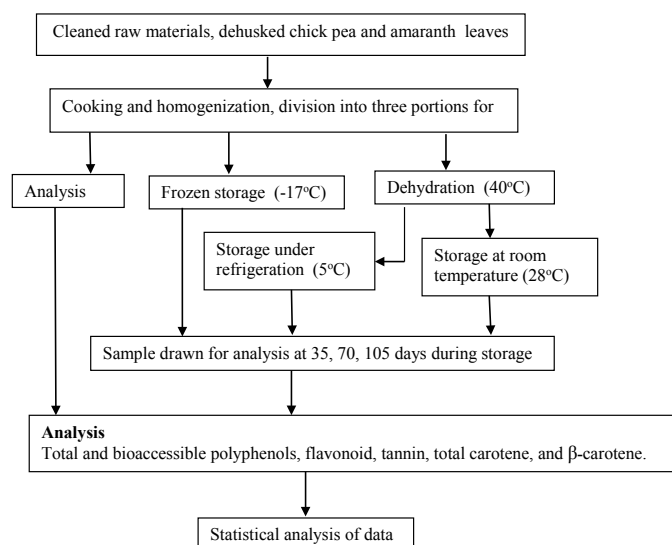 Cleaned raw materials, dehusked chick pea and amaranth leaves
Cooking and homogenization, division into three portions for
Analysis
Frozen storage (-17°C)
Dehydration (40°C)
Storage under
refrigeration (5°C)
Storage at room
temperature (28°C)
Sample drawn for analysis at 35, 70, 105 days during storage
Analysis
Total and bioaccessible polyphenols, flavonoid, tannin, total carotene, and β-carotene.
Statistical analysis of data